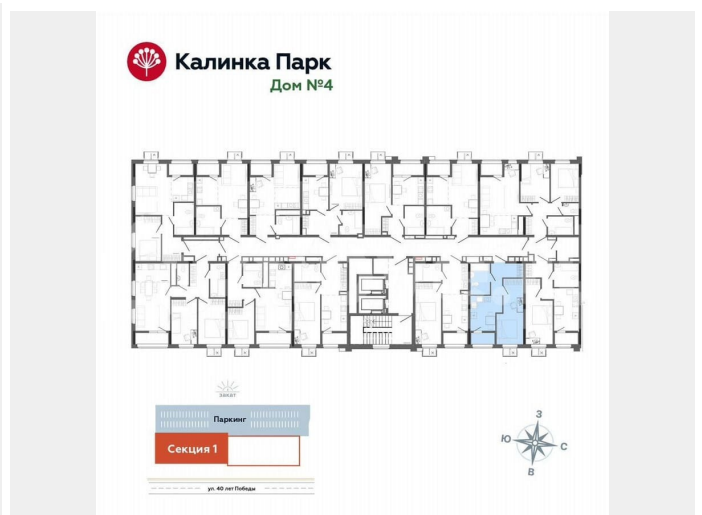 Калинка Парк
Дом №4
закат
Паркинг
Секция 1
ул. 40 лет Победы
З
Ю
С
В